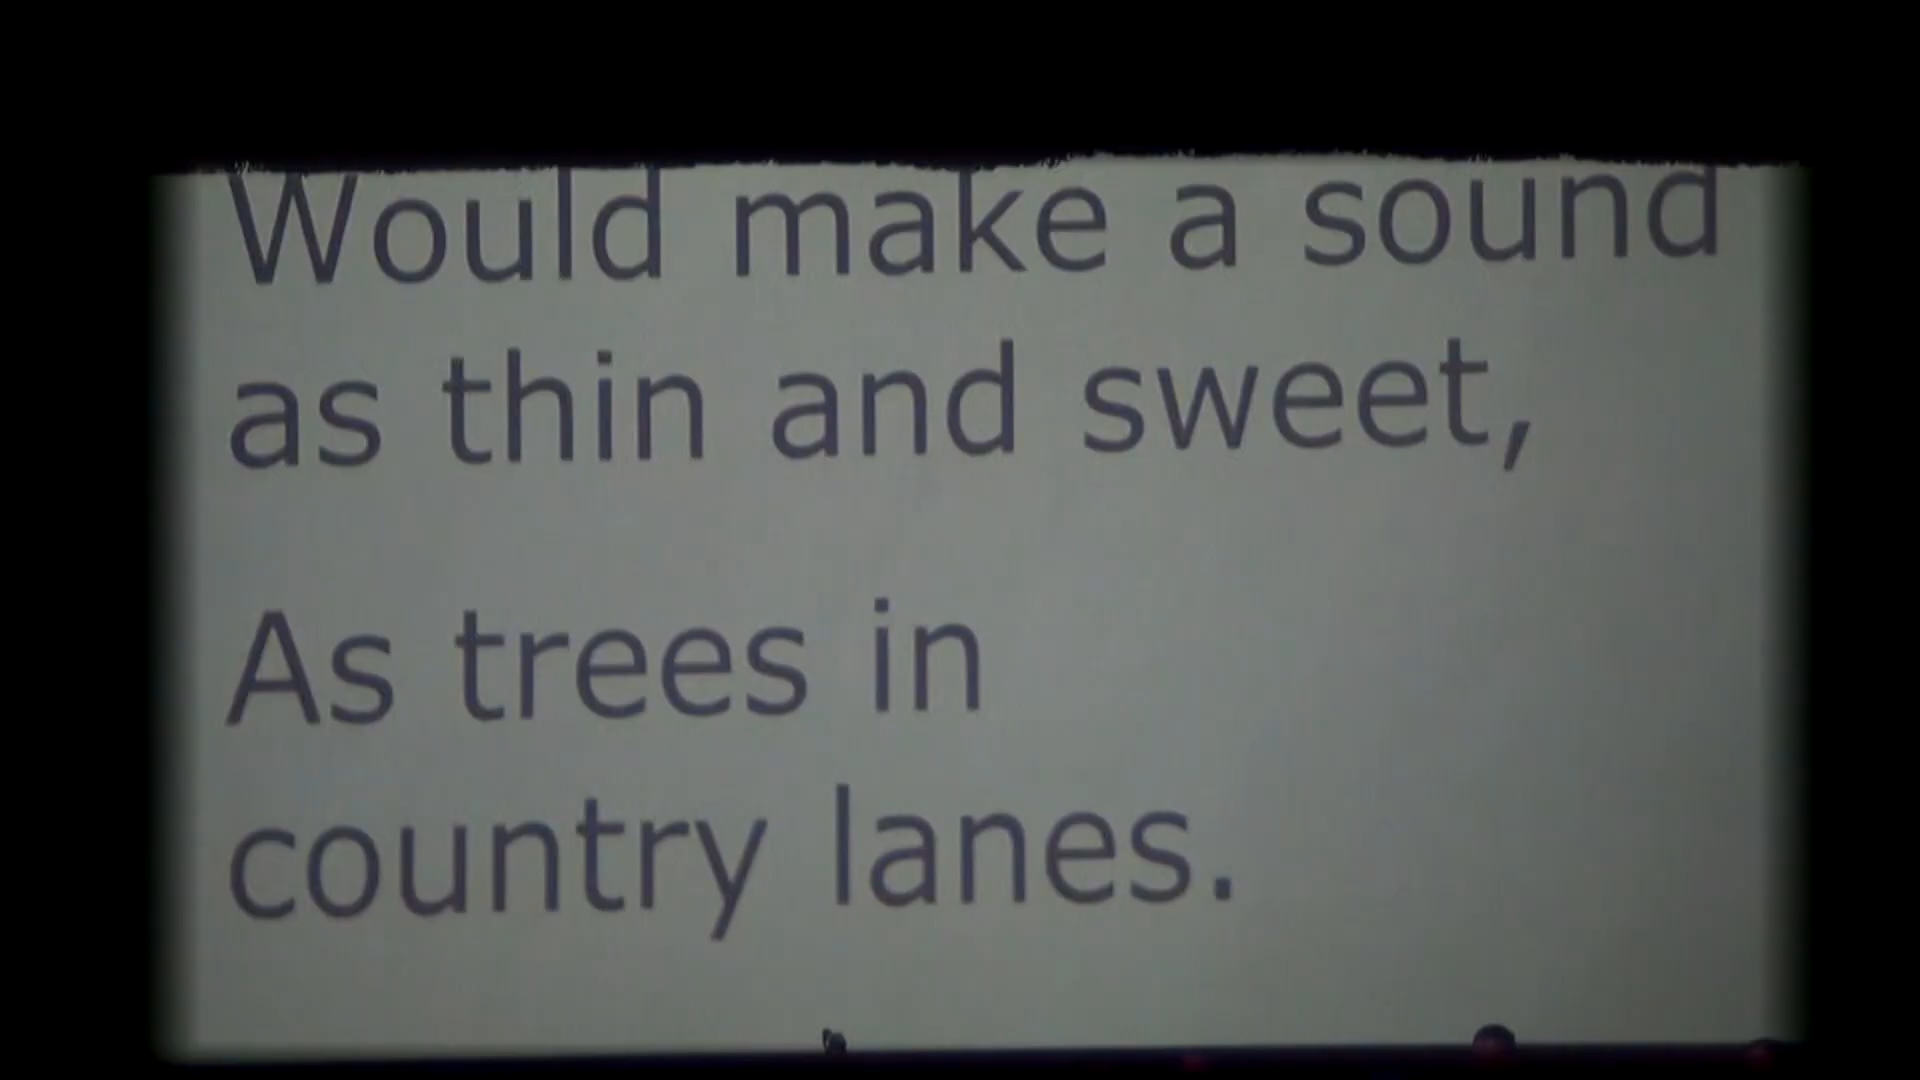 Would make a sound
as thin and sweet,
As trees in
country lanes.